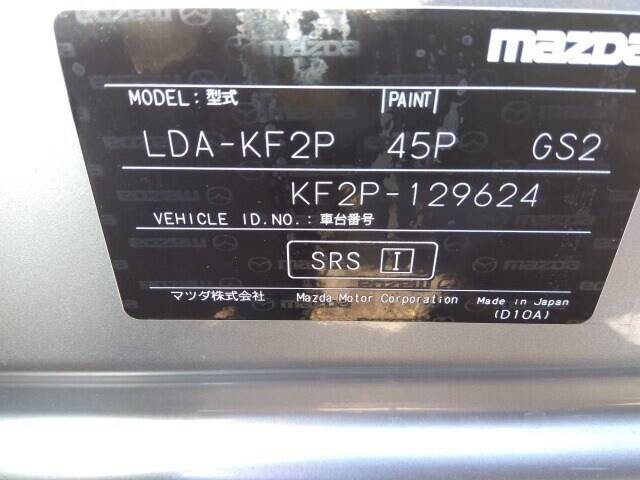 mazda
MODEL : 型式 PAINT
LDA-KF2P 45P GS2
KF2P-129624
VEHICLE ID.NO. : 車台番号
SRS I
マツダ株式会社 Mazda Motor Corporation Made in Japan
(D10A)